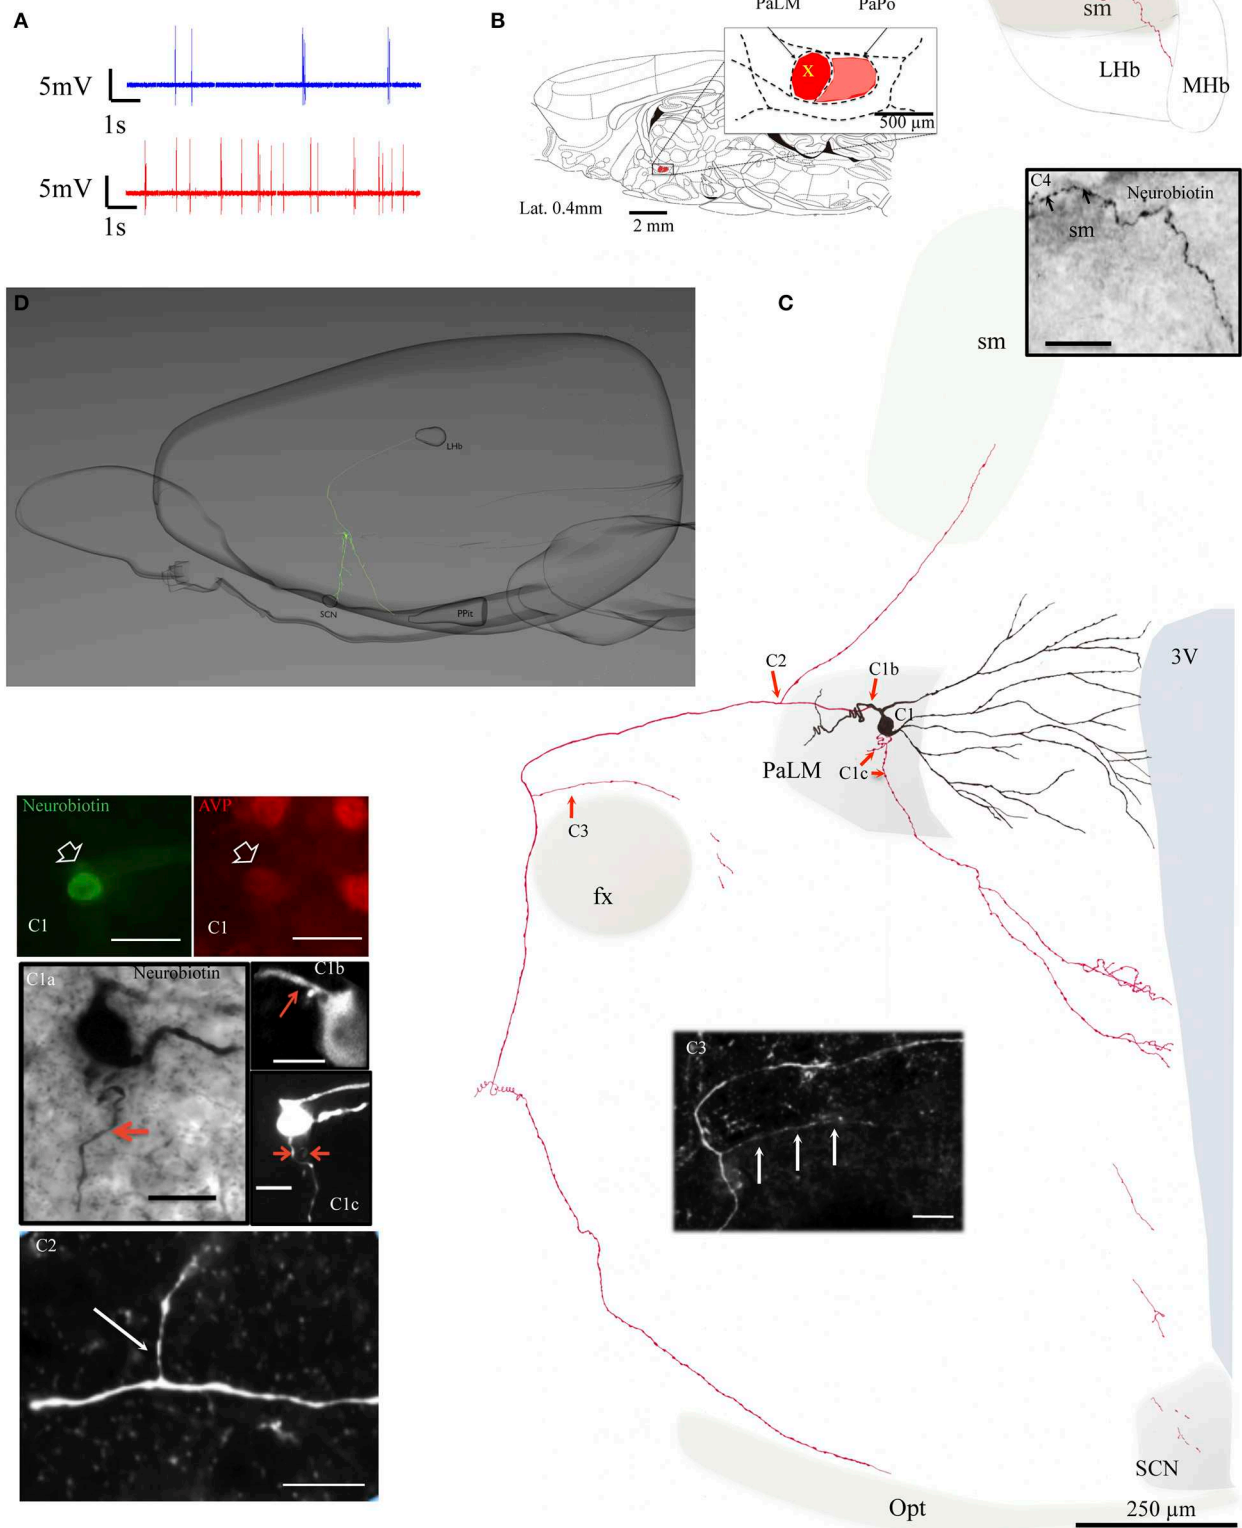 A
5mV
1s
5mV
1s
B
PaLM PaPo
X
500 µm
Lat. 0.4mm
2 mm
sm
LHb
MHb
C4
Neurobiotin
sm
D
LHb
SCN
PPit
C
sm
3V
C2
C1b
C1
PaLM
C1c
C3
fx
Neurobiotin
C1
AVP
C1
C1a
Neurobiotin
C1b
C1c
C2
C3
SCN
Opt
250 µm